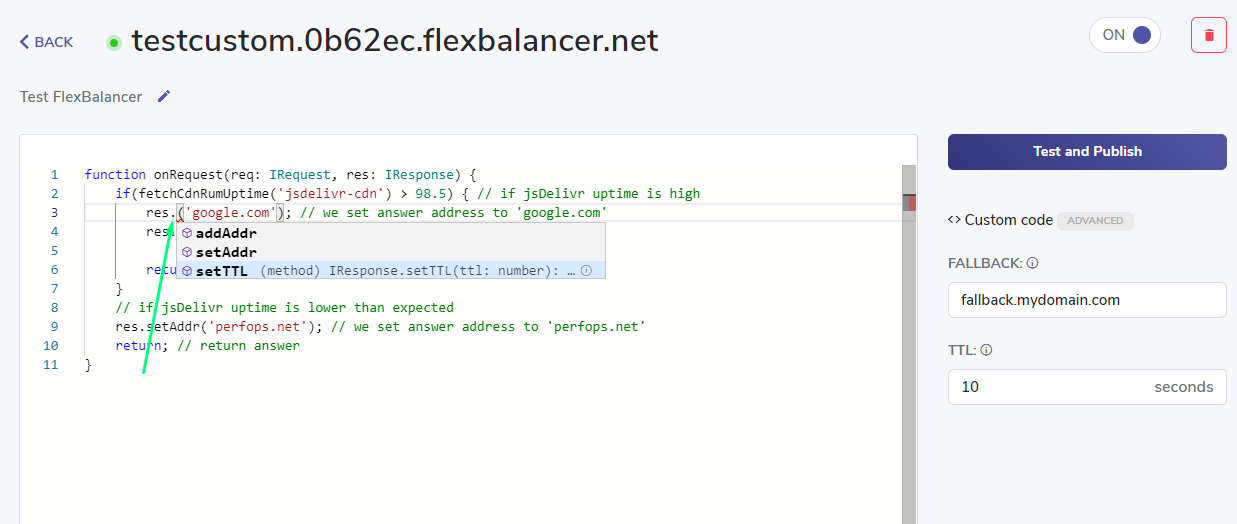 BACK
testcustom.0b62ec.flexbalancer.net
ON
Test FlexBalancer
1 function onRequest(req: IRequest, res: IResponse) {
2 if(fetchCdnRumUptime('jsdelivr-cdn') > 98.5) { // if jsDelivr uptime is high
3 res.('google.com'); // we set answer address to 'google.com'
4 res.
addAddr
5
setAddr
6 retu
setTTL (method) IResponse.setTTL(ttl: number): …
7 }
8 // if jsDelivr uptime is lower than expected
9 res.setAddr('perfops.net'); // we set answer address to 'perfops.net'
10 return; // return answer
11 }
Test and Publish
<> Custom code ADVANCED
FALLBACK:
fallback.mydomain.com
TTL:
10 seconds